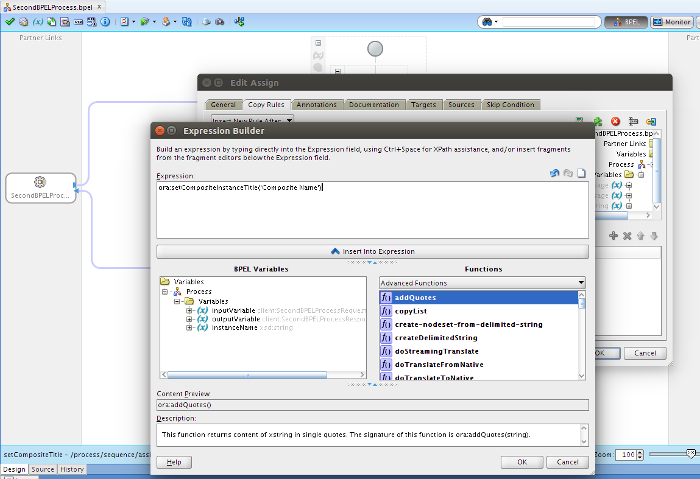 SecondBPELProcess.bpel
BPEL
Monitor
Partner Links
Part
Edit Assign
General
Copy Rules
Annotations
Documentation
Targets
Sources
Skip Condition
Insert New Rule After
Expression Builder
Build an expression by typing directly into the Expression field, using Ctrl+Space for XPath assistance, and/or insert fragments
from the fragment editors below the Expression field.
Expression
ora:setCompositeInstanceTitle('Composite Name')
Insert Into Expression
BPEL Variables
Functions
Variables
Process
Variables
inputVariable client:SecondBPELProcessReques
outputVariable client:SecondBPELProcessRespo
instanceName xsd:string
Advanced Functions
addQuotes
copyList
create-nodeset-from-delimited-string
createDelimitedString
doStreamingTranslate
doTranslateFromNative
doTranslateToNative
Content Preview
ora:addQuotes()
Description:
This function returns content of xstring in single quotes. The signature of this function is ora:addQuotes(string).
Help
OK
Cancel
ndBPELProcess.bp
Partner Links
Variables
Process
Variables
OK
Cancel
SecondBPELProc...
setCompositeTitle - /process/sequence/assi
Zoom: 100
Design
Source
History